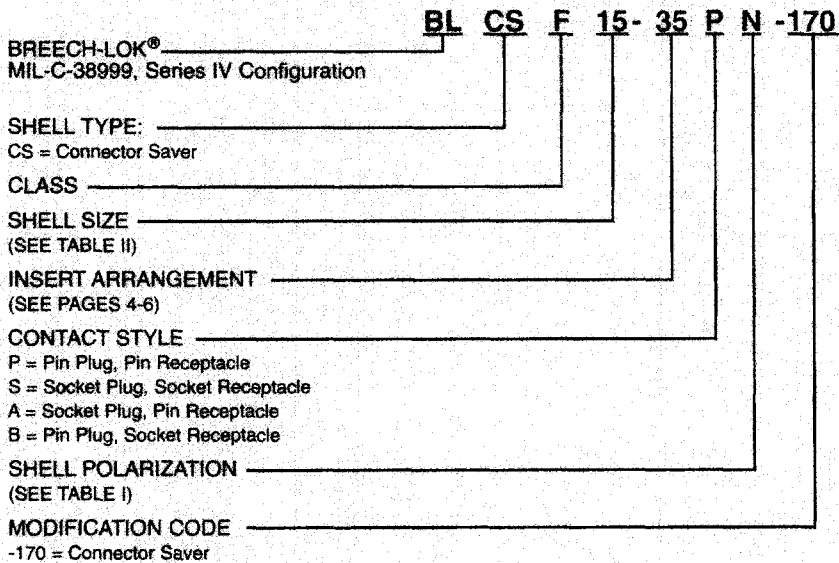 BL CS F 15- 35 P N -170
BREECH-LOK®
MIL-C-38999, Series IV Configuration
SHELL TYPE:
CS = Connector Saver
CLASS
SHELL SIZE
(SEE TABLE II)
INSERT ARRANGEMENT
(SEE PAGES 4-6)
CONTACT STYLE
P = Pin Plug, Pin Receptacle
S = Socket Plug, Socket Receptacle
A = Socket Plug, Pin Receptacle
B = Pin Plug, Socket Receptacle
SHELL POLARIZATION
(SEE TABLE I)
MODIFICATION CODE
-170 = Connector Saver